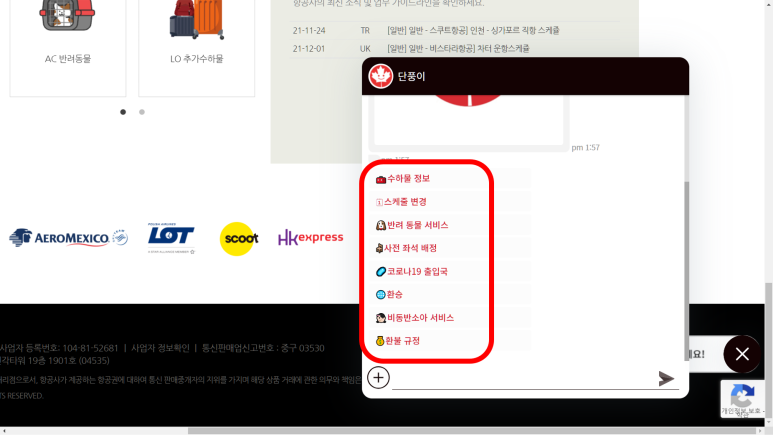 항공사의 최신 소식 및 업무 가이드라인을 확인하세요.
21-11-24 TR [일반] 일반 - 스쿠트항공] 인천 - 싱가포르 직항 스케줄
21-12-01 UK [일반] 일반 - 비스타라항공] 차터 운항스케줄
AC 반려동물
LO 추가수하물
단풍이
pm 1:57
pm 1:57
수하물 정보
스케줄 변경
반려 동물 서비스
사전 좌석 배정
코로나19 출입국
환승
비동반소아 서비스
환불 규정
AEROMEXICO
LOT
scoot
HK express
사업자 등록번호: 104-81-52681 | 사업자 정보확인 | 통신판매업신고번호 : 중구 03530
타워 19층 1901호 (04535)
항공사가 제공하는 항공권에 대하여 통신 판매중개자의 지위를 가지며 해당 상품 거래에 관한 의무와 책임은
TS RESERVED.
요!
개인정보 보호 -
약관